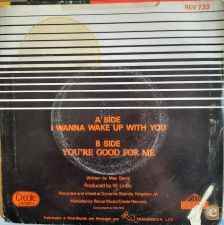 REV 733
A SIDE
I WANNA WAKE UP WITH YOU
B SIDE
YOU'RE GOOD FOR ME
Written by Mac Davis
Produced by W. Lindo
Recorded and mixed at Dynamic Sounds, Kingston JA
Marketed by Revue Music/Creole Records
Creole
Fabricado e Distribuido em Portugal por